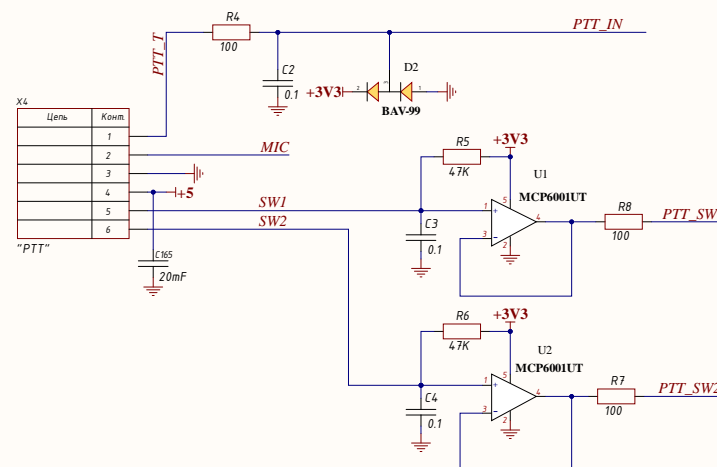 R4
100
PTT_IN
PTT_T
C2
0.1
D2
+3V3
2
3
1
BAV-99
X4
Цепь
Конт.
1
2
3
4
5
6
"PTT"
MIC
+5
SW1
SW2
C165
20mF
+3V3
R5
47K
U1
MCP6001UT
5
1
+
3
−
4
2
C3
0.1
R8
100
PTT_SW
+3V3
R6
47K
U2
MCP6001UT
5
1
+
3
−
4
2
C4
0.1
R7
100
PTT_SW2